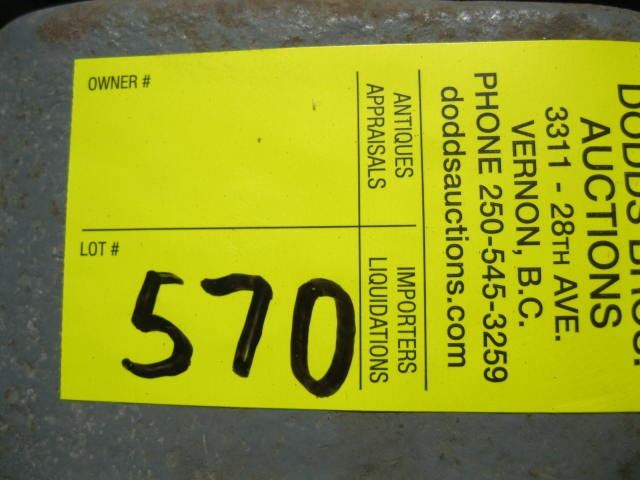 DODDS BROS.
AUCTIONS
3311 - 28TH AVE.
VERNON, B.C.
PHONE 250-545-3259
doddsauctions.com
ANTIQUES IMPORTERS
APPRAISALS LIQUIDATIONS
OWNER #
LOT #
570